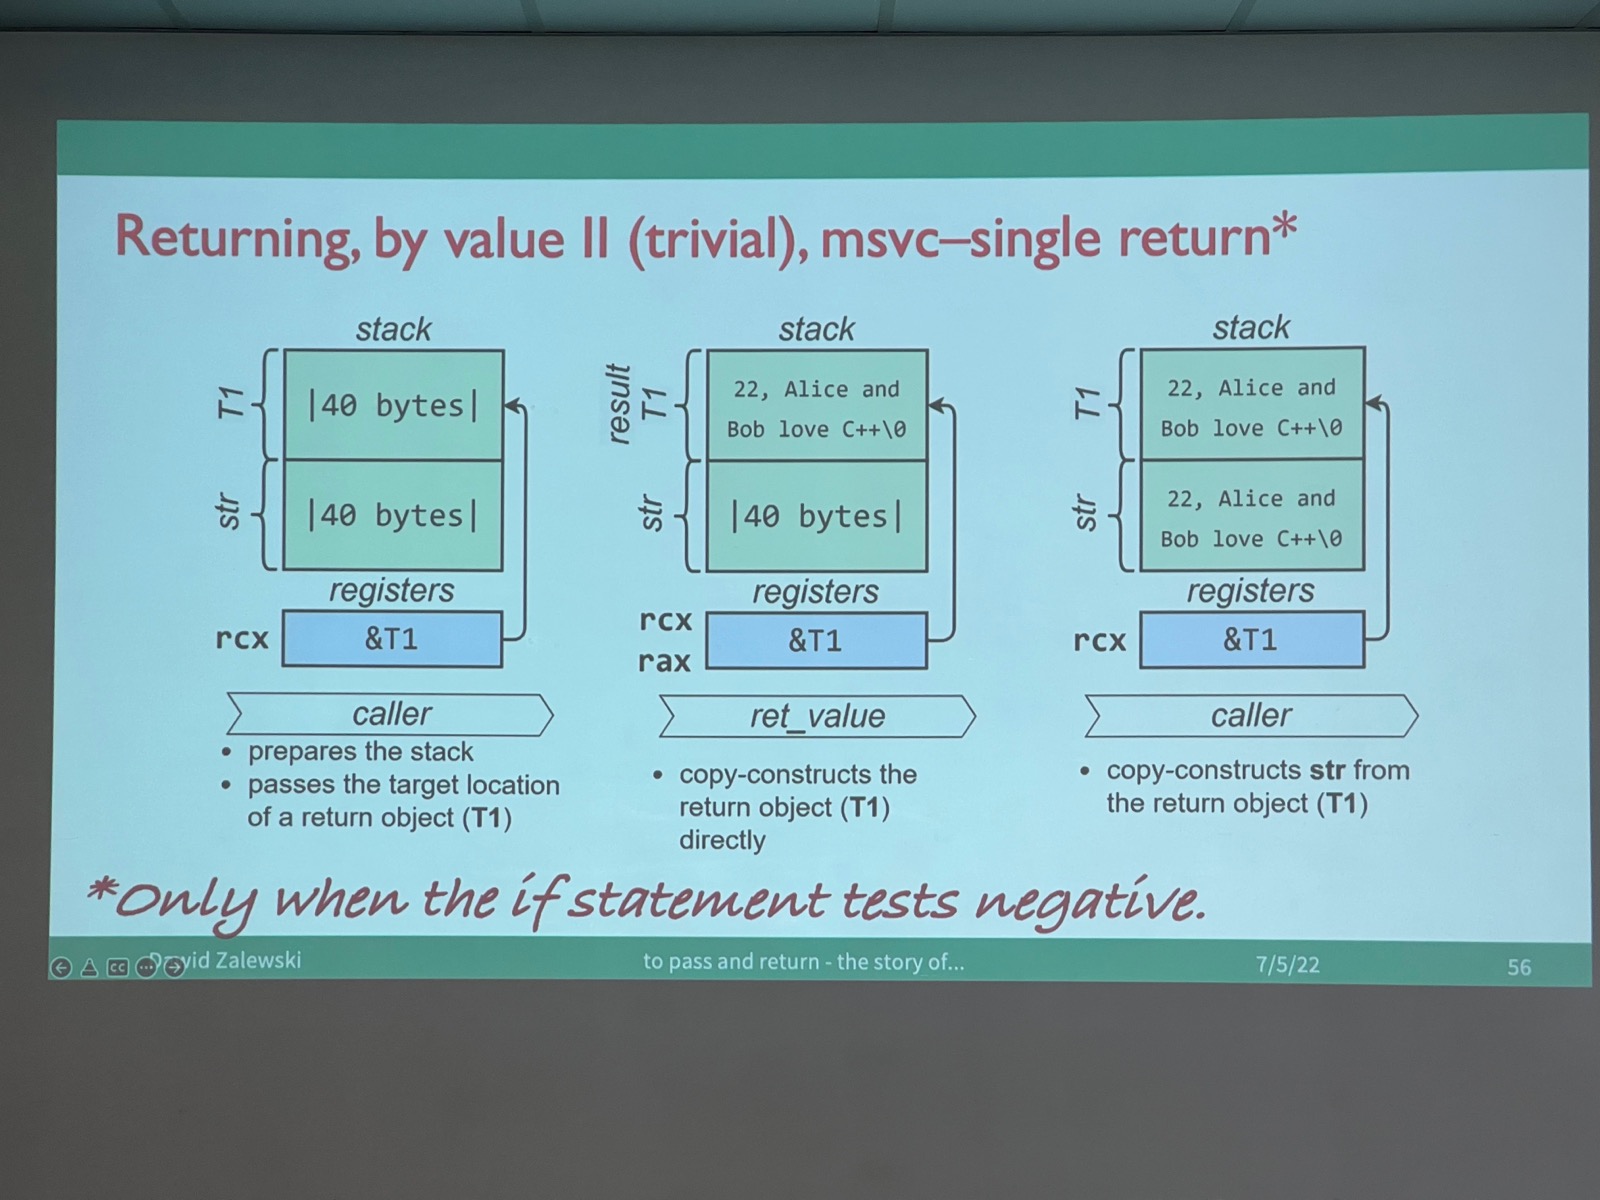 Returning, by value II (trivial), msvc–single return*
stack
T1
|40 bytes|
str
|40 bytes|
registers
rcx
&T1
caller
• prepares the stack
• passes the target location
of a return object (T1)
stack
result
T1
22, Alice and
Bob love C++\0
str
|40 bytes|
registers
rcx
rax
&T1
ret_value
• copy-constructs the
return object (T1)
directly
stack
T1
22, Alice and
Bob love C++\0
str
22, Alice and
Bob love C++\0
registers
rcx
&T1
caller
• copy-constructs str from
the return object (T1)
*Only when the if statement tests negative.
CC
Zalewski
to pass and return - the story of...
7/5/22
56